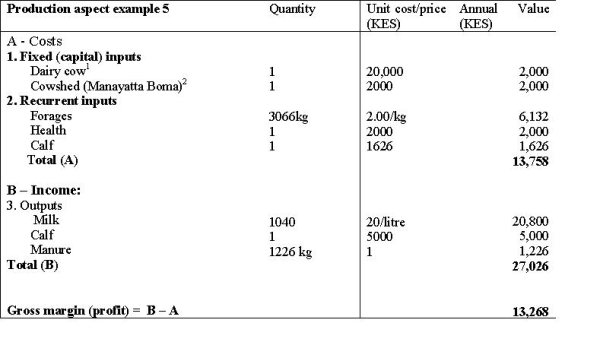 Production aspect example 5 Quantity Unit cost/price Annual Value
(KES) (KES)
A - Costs
1. Fixed (capital) inputs
Dairy cow1 1 20,000 2,000
Cowshed (Manayatta Boma)2 1 2000 2,000
2. Recurrent inputs
Forages 3066kg 2.00/kg 6,132
Health 1 2000 2,000
Calf 1 1626 1,626
Total (A) 13,758
B – Income:
3. Outputs
Milk 1040 20/litre 20,800
Calf 1 5000 5,000
Manure 1226 kg 1 1,226
Total (B) 27,026
Gross margin (profit) = B – A 13,268